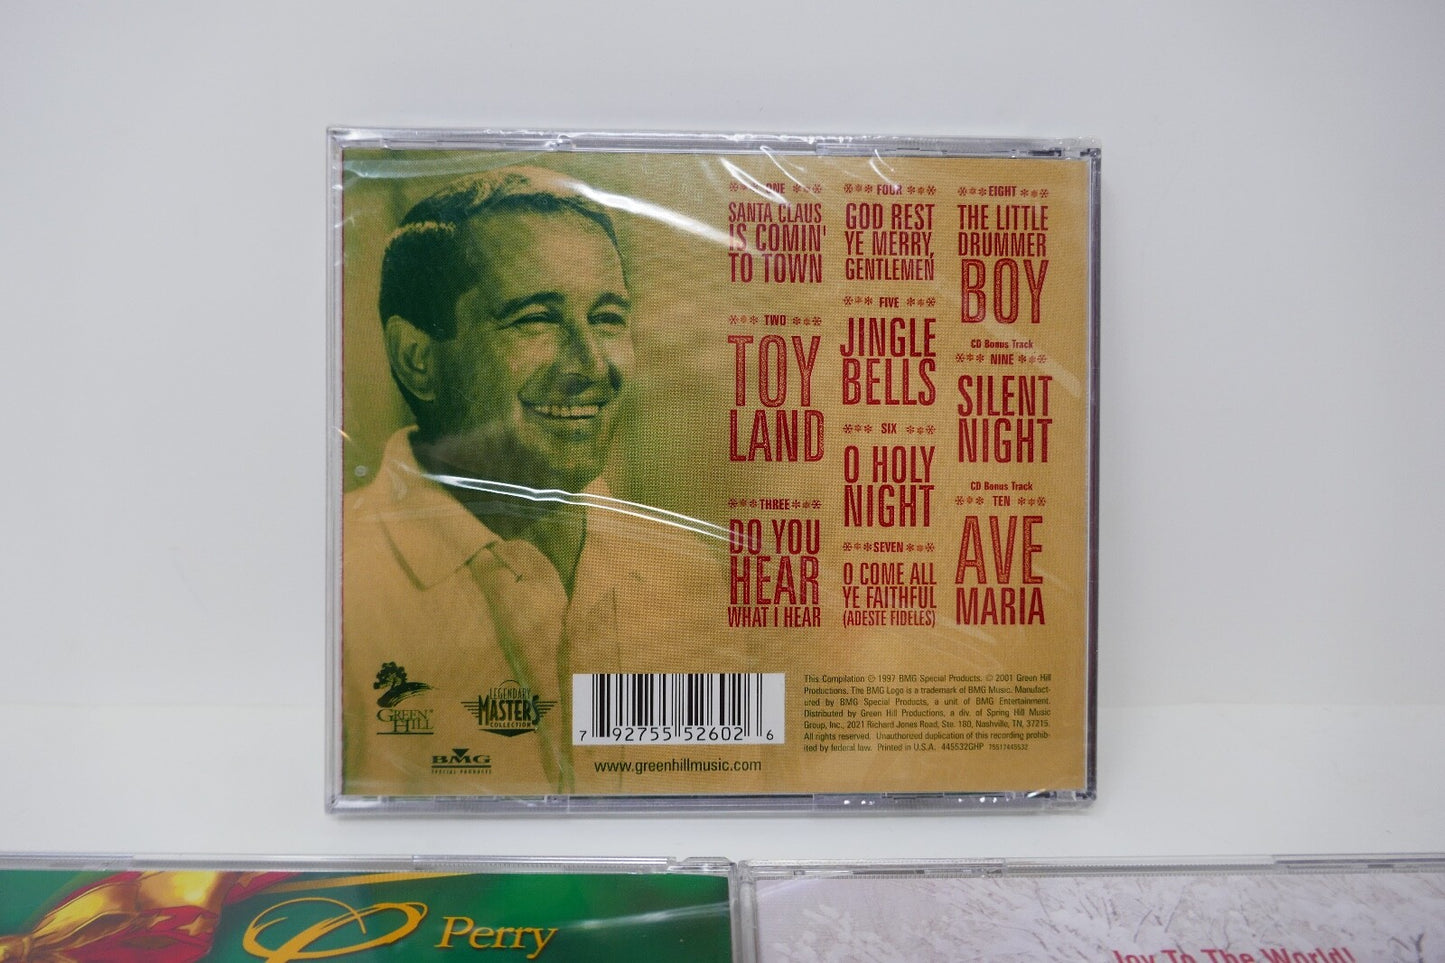 *** ONE ***
SANTA CLAUS
IS COMIN'
TO TOWN
*** TWO ***
TOY
LAND
*** THREE ***
DO YOU
HEAR
WHAT I HEAR
*** FOUR ***
GOD REST
YE MERRY,
GENTLEMEN
*** FIVE ***
JINGLE
BELLS
*** SIX ***
O HOLY
NIGHT
*** SEVEN ***
O COME ALL
YE FAITHFUL
(ADESTE FIDELES)
*** EIGHT ***
THE LITTLE
DRUMMER
BOY
CD Bonus Track
*** NINE ***
SILENT
NIGHT
CD Bonus Track
*** TEN ***
AVE
MARIA
GREEN
HILL
LEGENDARY
MASTERS
COLLECTION
BMG
SPECIAL PRODUCTS
7 92755 52602 6
www.greenhillmusic.com
This Compilation ℗ 1997 BMG Special Products. © 2001 Green Hill
Productions. The BMG Logo is a trademark of BMG Music. Manufact-
ured by BMG Special Products, a unit of BMG Entertainment.
Distributed by Green Hill Productions, a div. of Spring Hill Music
Group, Inc., 2021 Richard Jones Road, Ste. 180, Nashville, TN, 37215.
All rights reserved. Unauthorized duplication of this recording prohib-
ited by federal law. Printed in U.S.A. 445532GHP 75517445532
Perry
Joy To The World!